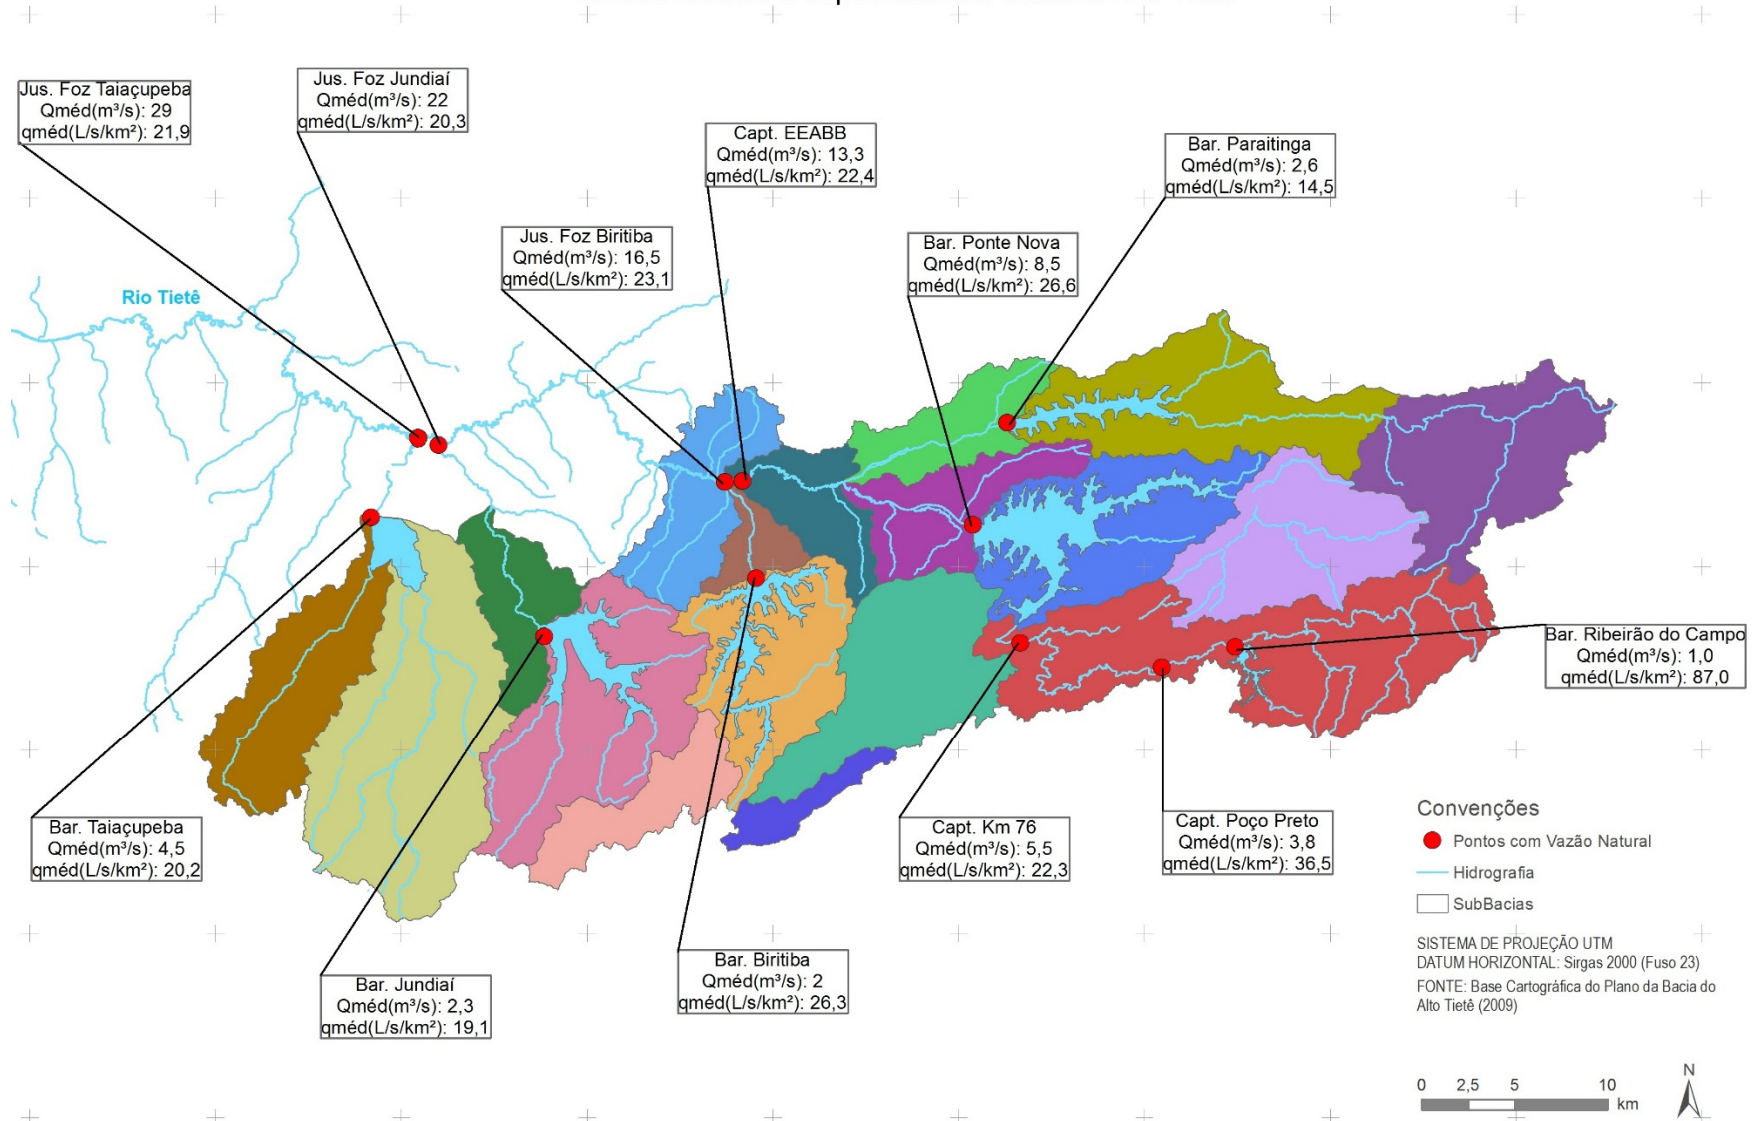 Jus. Foz Taiaçupeba
Qméd(m³/s): 29
qméd(L/s/km²): 21,9
Jus. Foz Jundiaí
Qméd(m³/s): 22
qméd(L/s/km²): 20,3
Capt. EEABB
Qméd(m³/s): 13,3
qméd(L/s/km²): 22,4
Bar. Paraitinga
Qméd(m³/s): 2,6
qméd(L/s/km²): 14,5
Jus. Foz Biritiba
Qméd(m³/s): 16,5
qméd(L/s/km²): 23,1
Bar. Ponte Nova
Qméd(m³/s): 8,5
qméd(L/s/km²): 26,6
Rio Tietê
Bar. Ribeirão do Campo
Qméd(m³/s): 1,0
qméd(L/s/km²): 87,0
Bar. Taiaçupeba
Qméd(m³/s): 4,5
qméd(L/s/km²): 20,2
Capt. Km 76
Qméd(m³/s): 5,5
qméd(L/s/km²): 22,3
Capt. Poço Preto
Qméd(m³/s): 3,8
qméd(L/s/km²): 36,5
Bar. Jundiaí
Qméd(m³/s): 2,3
qméd(L/s/km²): 19,1
Bar. Biritiba
Qméd(m³/s): 2
qméd(L/s/km²): 26,3
Convenções
Pontos com Vazão Natural
Hidrografia
SubBacias
SISTEMA DE PROJEÇÃO UTM
DATUM HORIZONTAL: Sirgas 2000 (Fuso 23)
FONTE: Base Cartográfica do Plano da Bacia do
Alto Tietê (2009)
0 2,5 5 10
km
N